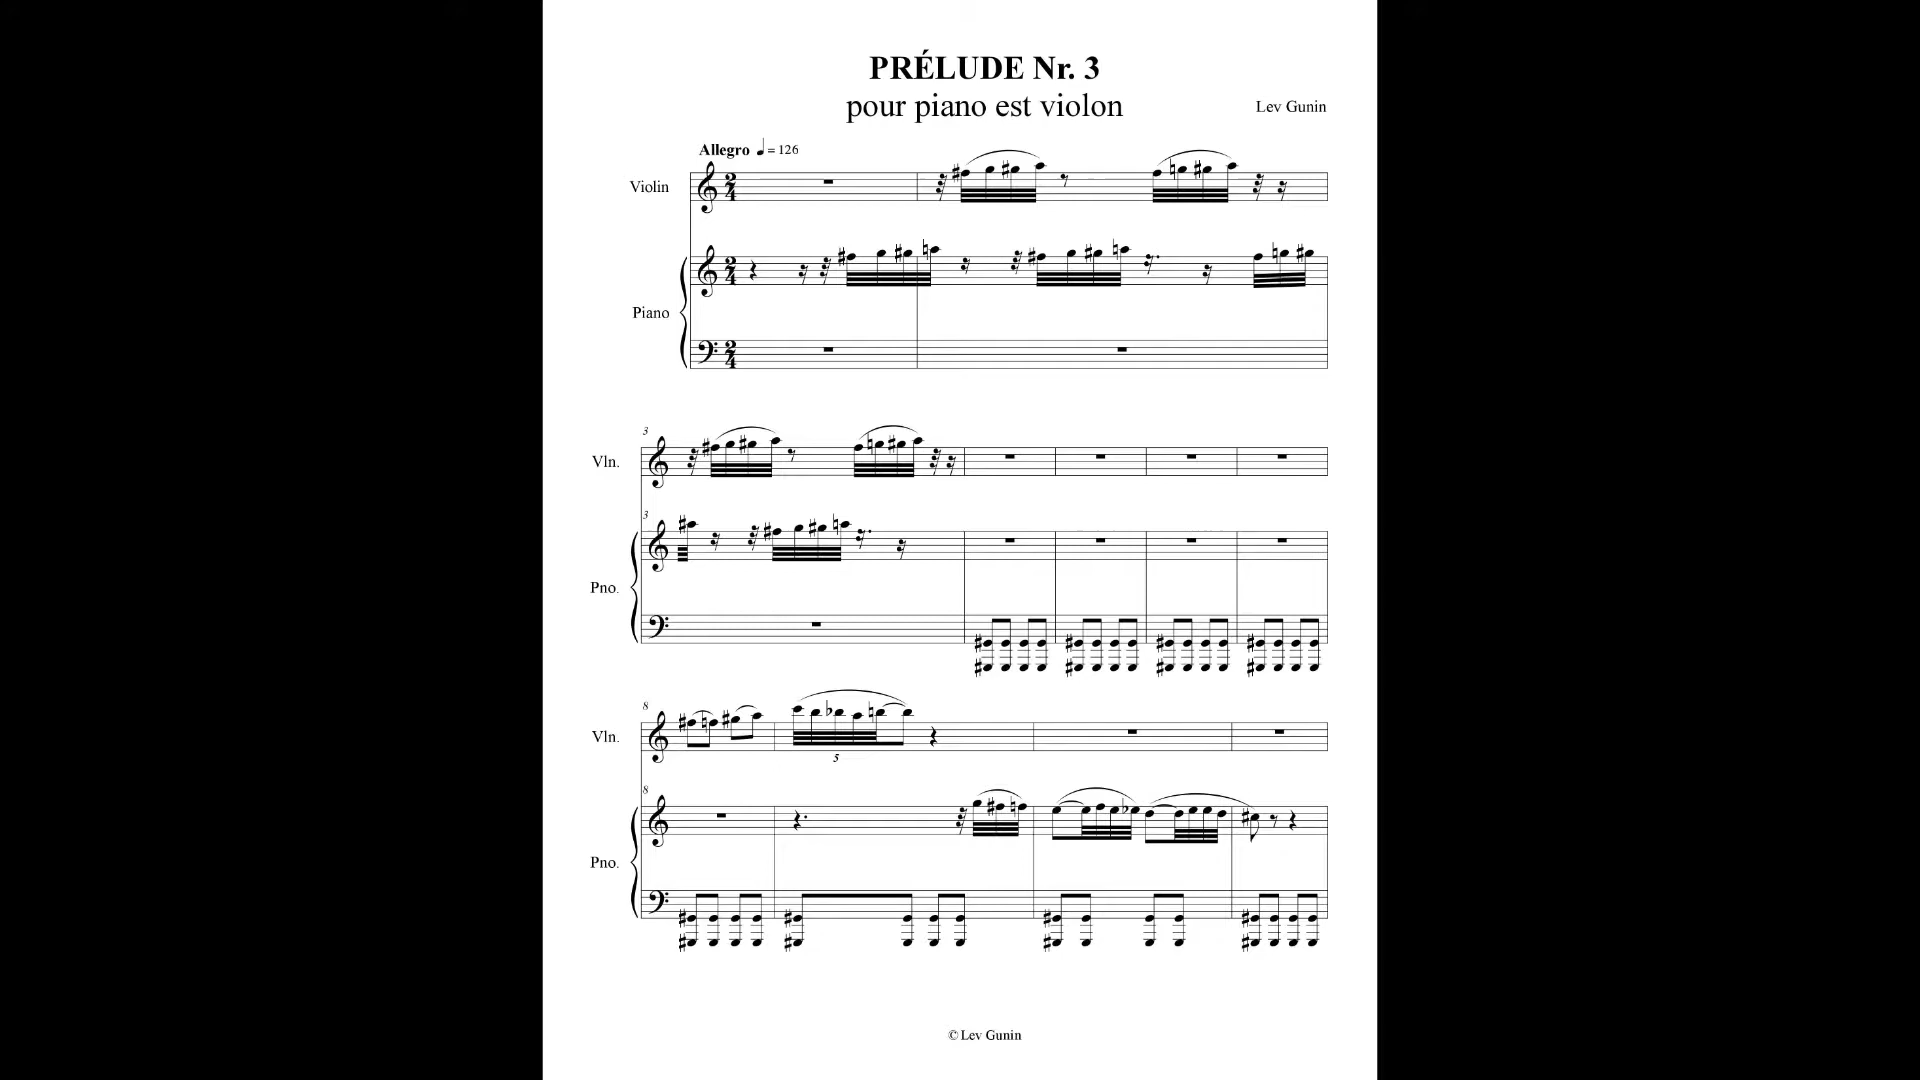 PRÉLUDE Nr. 3
pour piano est violon
Lev Gunin
Allegro ♩ = 126
Violin
Piano
3
Vln.
3
Pno.
8
Vln.
5
8
Pno.
© Lev Gunin